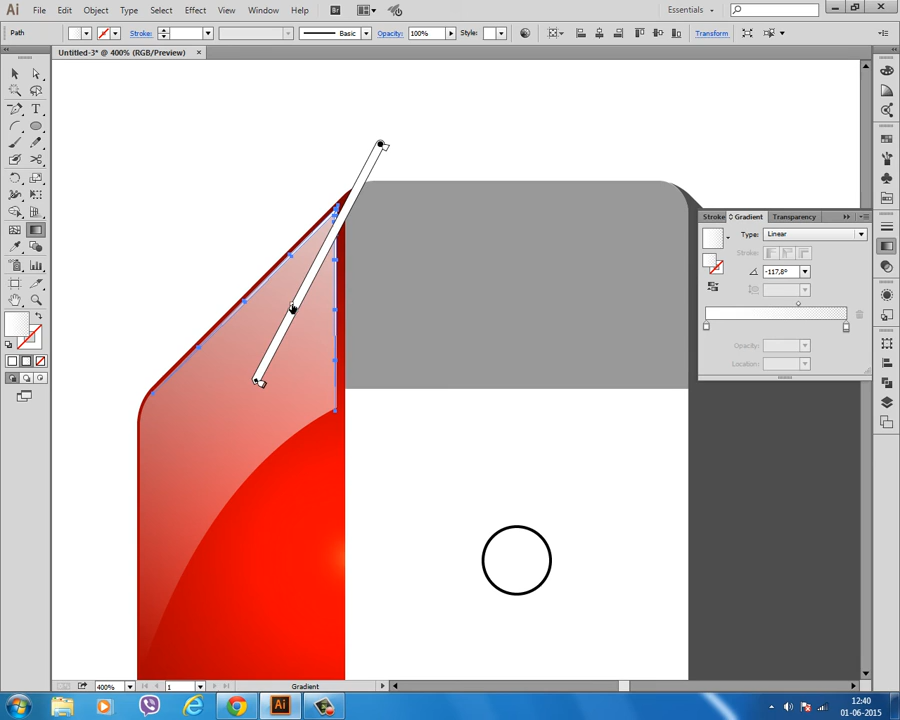 Ai File Edit Object Type Select Effect View Window Help Br Essentials
Path Stroke: Basic Opacity: 100% Style: Transform
Untitled-3* @ 400% (RGB/Preview) ×
Stroke Gradient Transparency
Type: Linear
Stroke:
-117,8°
Opacity:
Location:
400% 1 Gradient
Ai
12:40
01-06-2015